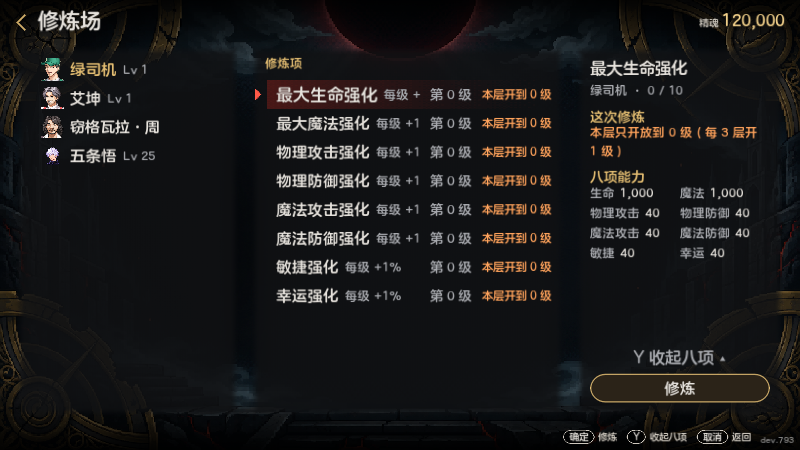 修炼场
精魂 120,000
绿司机 Lv 1
艾坤 Lv 1
窃格瓦拉·周
五条悟 Lv 25
修炼项
最大生命强化 每级 + 第 0 级 本层开到 0 级
最大魔法强化 每级 +1 第 0 级 本层开到 0 级
物理攻击强化 每级 +1 第 0 级 本层开到 0 级
物理防御强化 每级 +1 第 0 级 本层开到 0 级
魔法攻击强化 每级 +1 第 0 级 本层开到 0 级
魔法防御强化 每级 +1 第 0 级 本层开到 0 级
敏捷强化 每级 +1% 第 0 级 本层开到 0 级
幸运强化 每级 +1% 第 0 级 本层开到 0 级
最大生命强化
绿司机 · 0 / 10
这次修炼
本层只开放到 0 级 ( 每 3 层开
1 级 )
八项能力
生命 1,000 魔法 1,000
物理攻击 40 物理防御 40
魔法攻击 40 魔法防御 40
敏捷 40 幸运 40
Y 收起八项
修炼
确定 修炼 Y 收起八项 取消 返回 dev.793